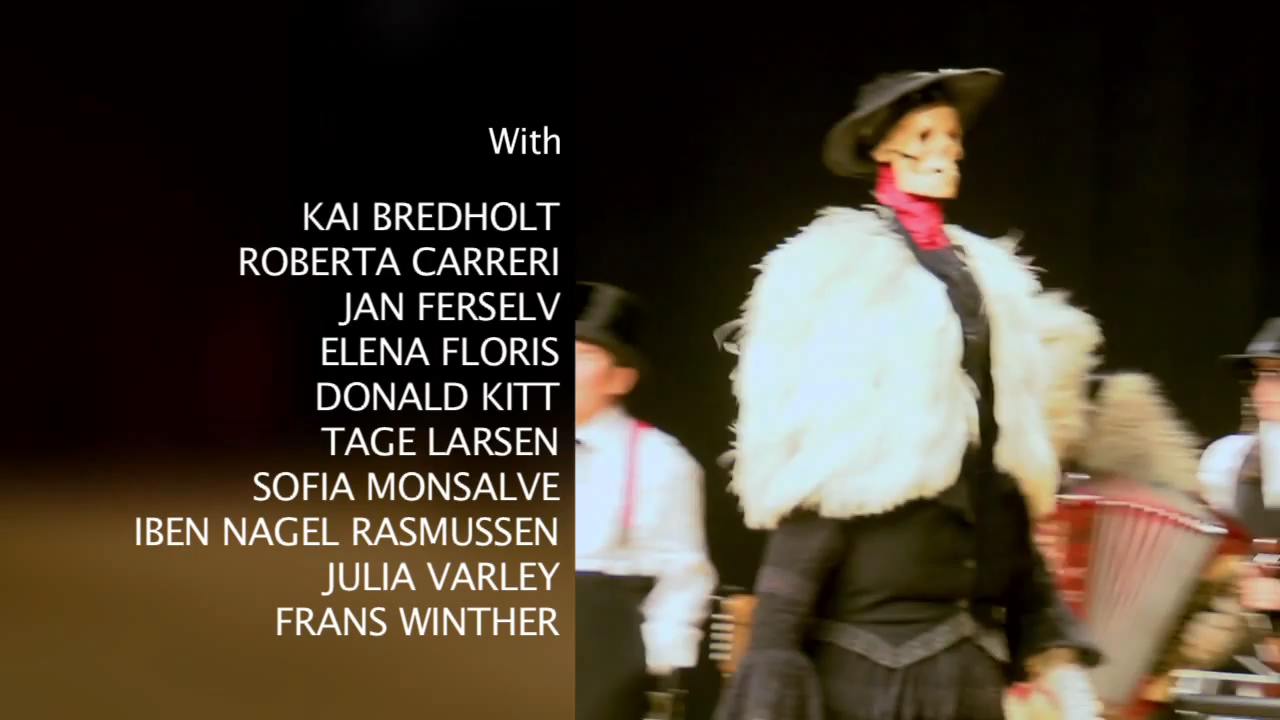 With
KAI BREDHOLT
ROBERTA CARRERI
JAN FERSELV
ELENA FLORIS
DONALD KITT
TAGE LARSEN
SOFIA MONSALVE
IBEN NAGEL RASMUSSEN
JULIA VARLEY
FRANS WINTHER